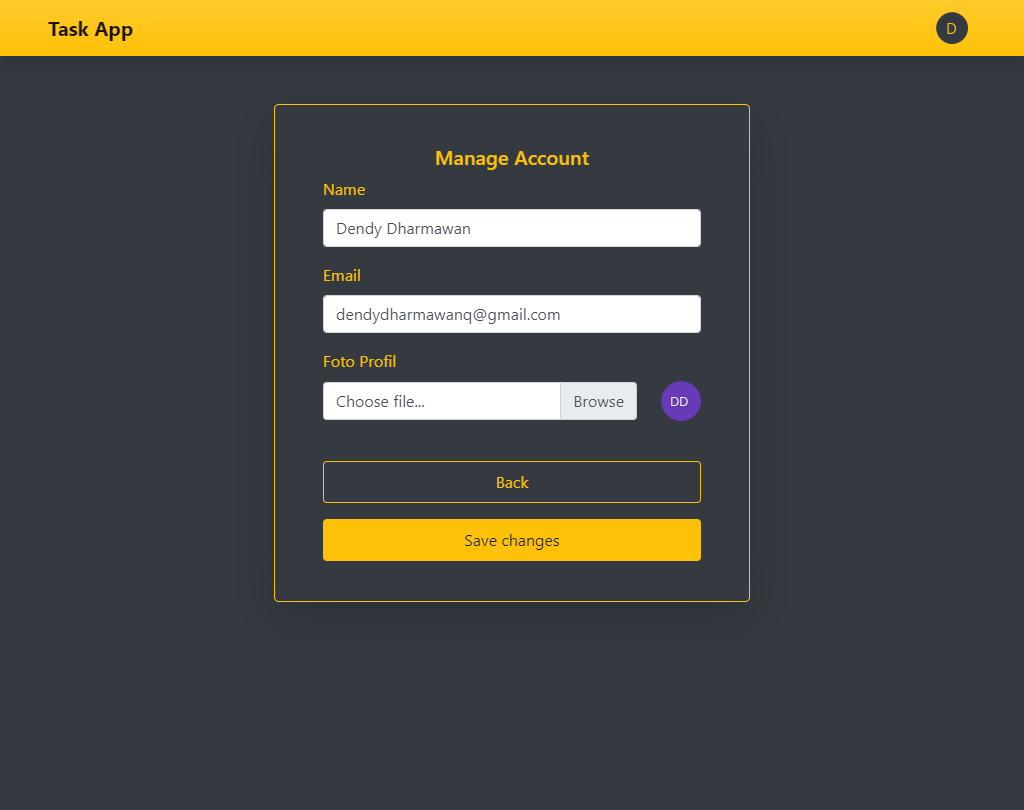 Task App
D
Manage Account
Name
Dendy Dharmawan
Email
dendydharmawanq@gmail.com
Foto Profil
Choose file...
Browse
DD
Back
Save changes